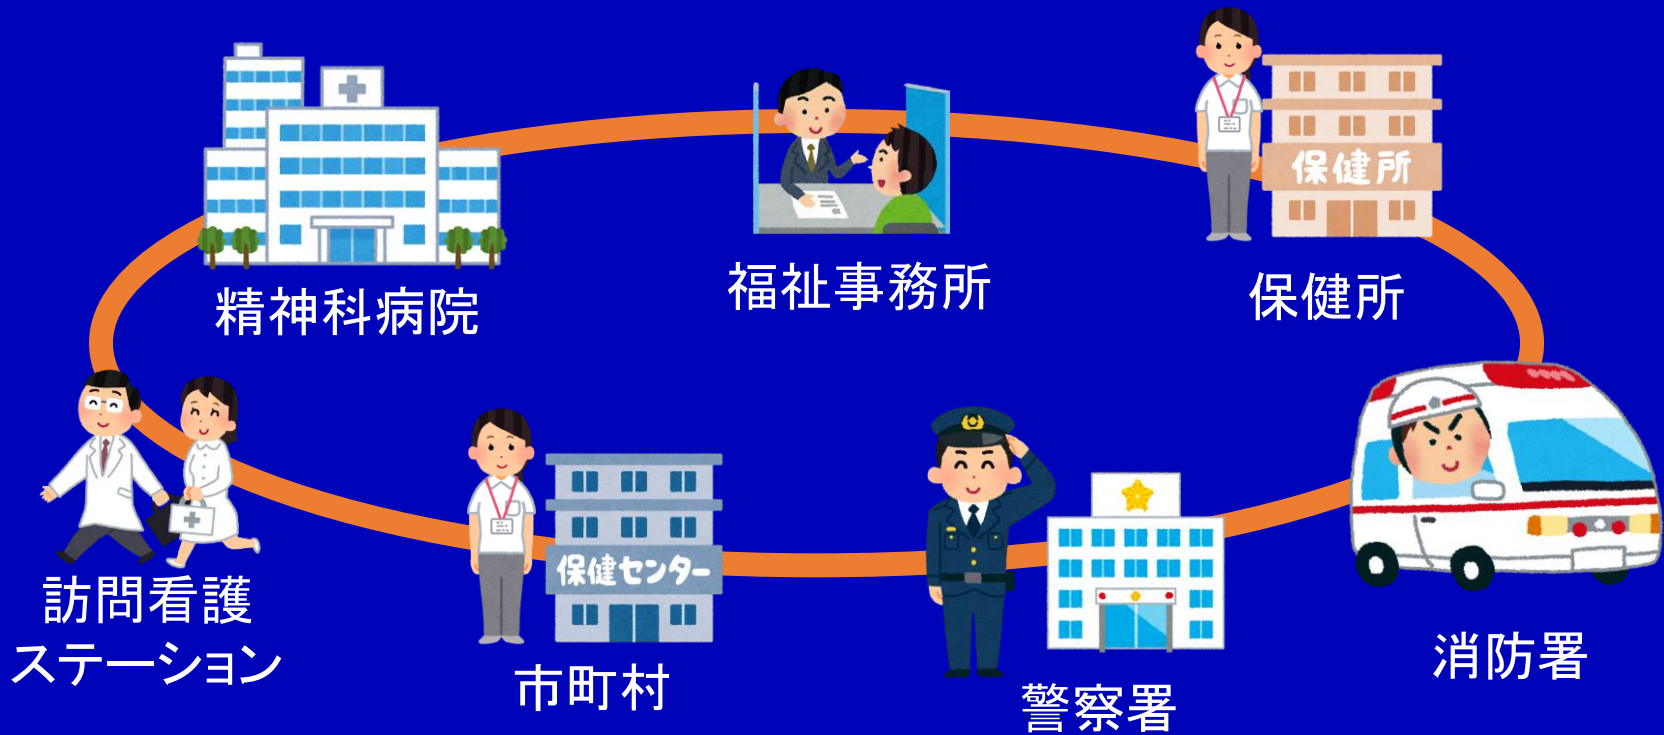 保健所
精神科病院
福祉事務所
保健所
保健センター
訪問看護
ステーション
市町村
警察署
消防署